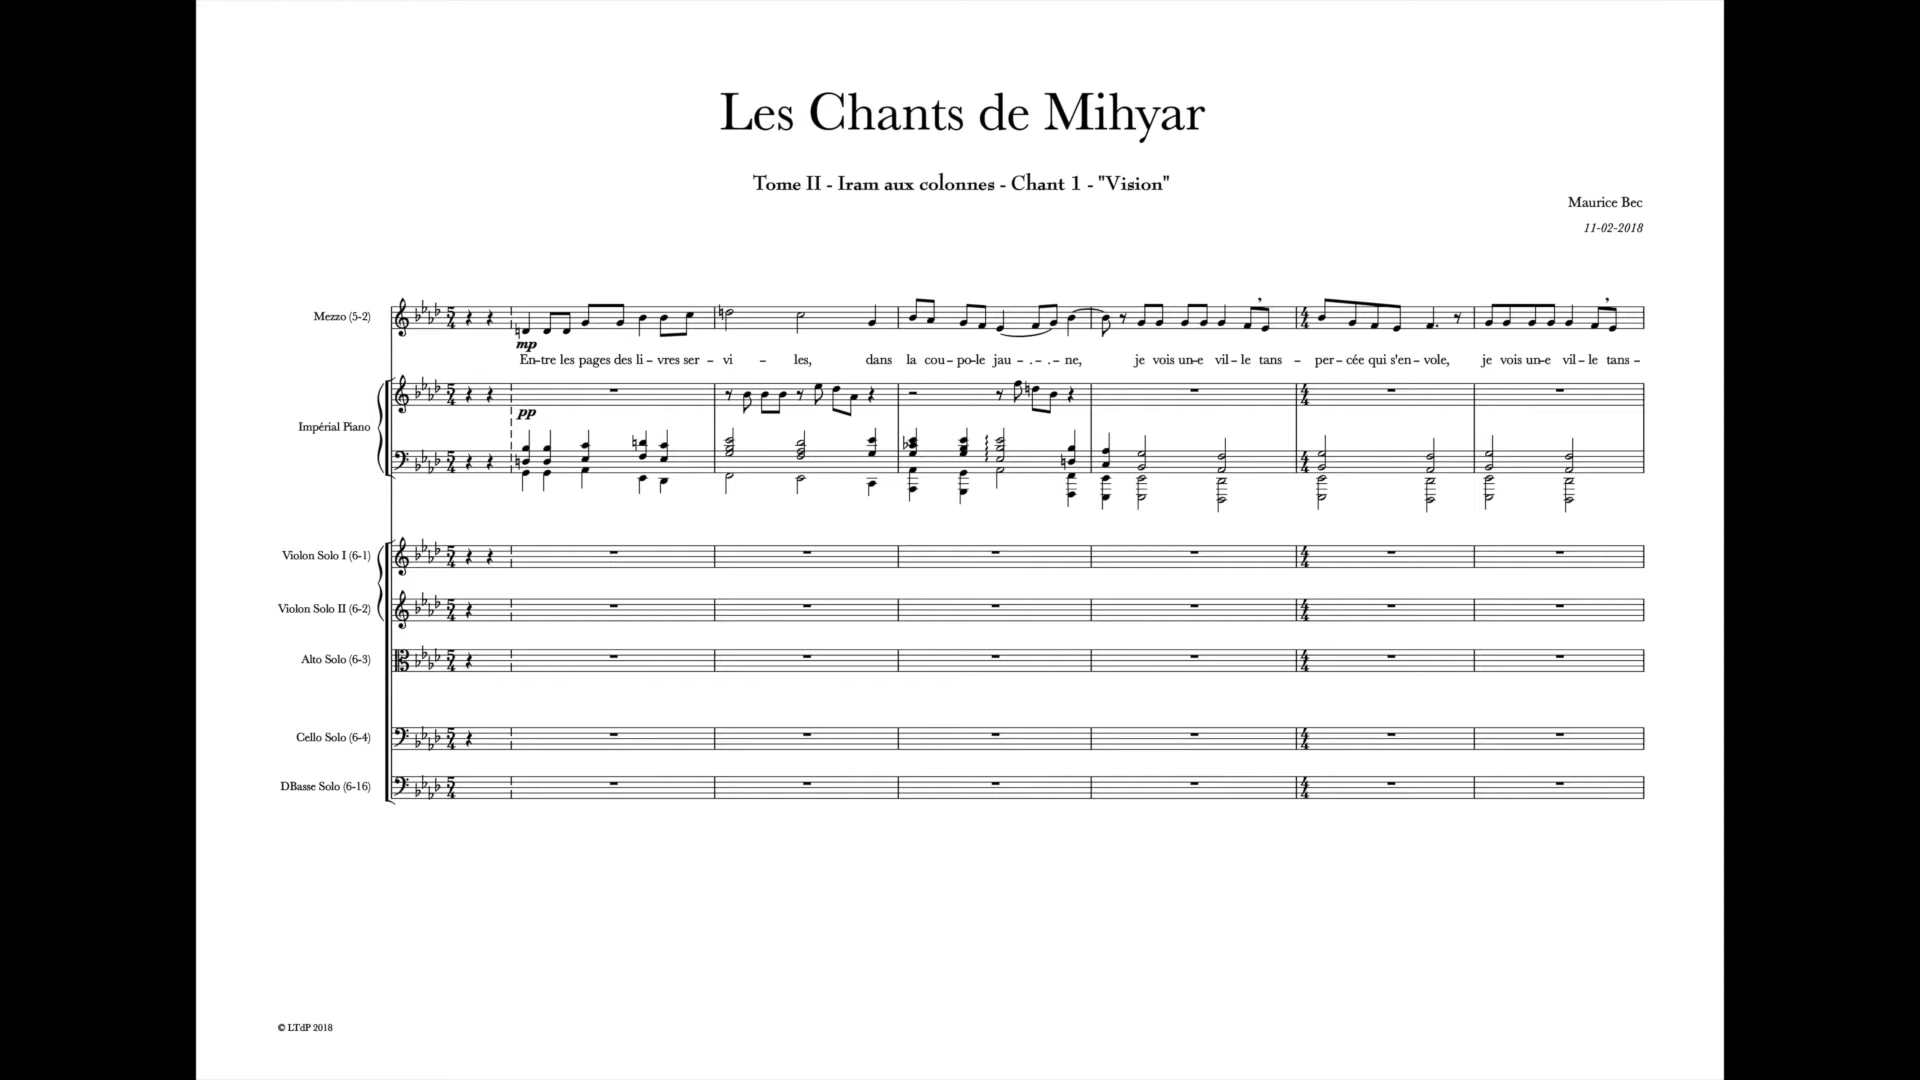 Les Chants de Mihyar
Tome II - Iram aux colonnes - Chant 1 - "Vision"
Maurice Bec
11-02-2018
Mezzo (5-2)
mp
En-tre les pages des li-vres ser-vi-les, dans la cou-po-le jau-.-.-ne, je vois un-e vil-le tans-per-cée qui s'en-vole, je vois un-e vil-le tans-
Impérial Piano
pp
Violon Solo I (6-1)
Violon Solo II (6-2)
Alto Solo (6-3)
Cello Solo (6-4)
DBasse Solo (6-16)
© LTdP 2018